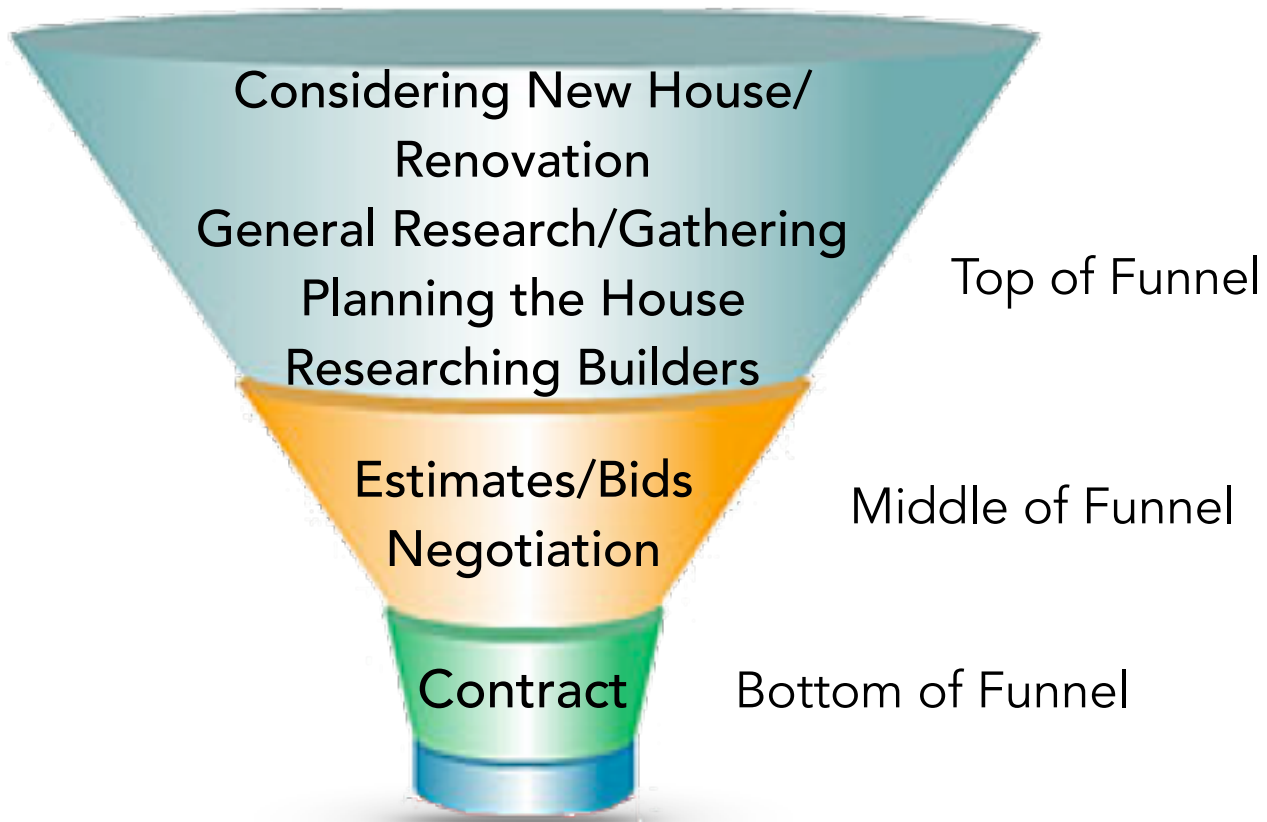 Considering New House/
Renovation
General Research/Gathering
Planning the House
Researching Builders
Top of Funnel
Estimates/Bids
Negotiation
Middle of Funnel
Contract
Bottom of Funnel